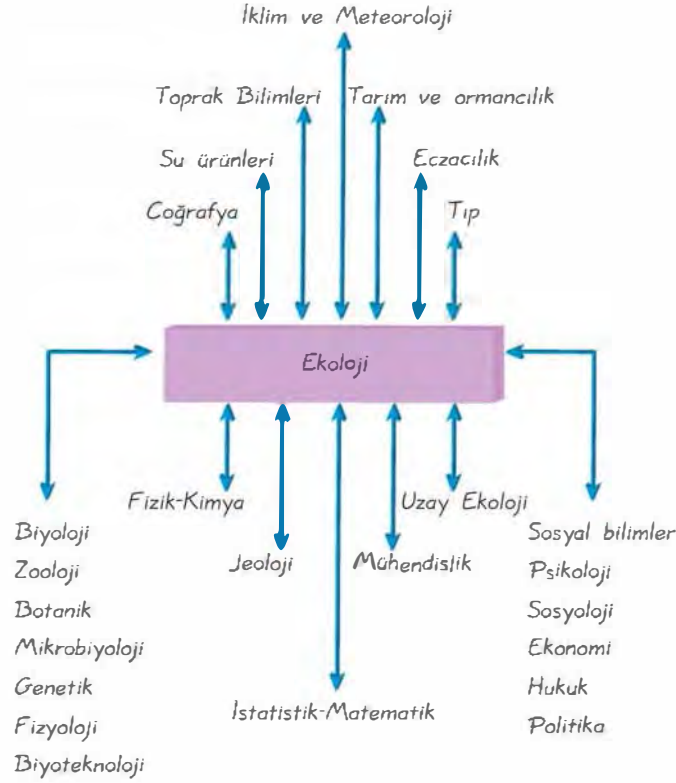 İklim ve Meteoroloji
Toprak Bilimleri
Tarım ve ormancılık
Su ürünleri
Eczacılık
Coğrafya
Tıp
Ekoloji
Fizik-Kimya
Uzay Ekoloji
Jeoloji
Mühendislik
İstatistik-Matematik
Biyoloji
Zooloji
Botanik
Mikrobiyoloji
Genetik
Fizyoloji
Biyoteknoloji
Sosyal bilimler
Psikoloji
Sosyoloji
Ekonomi
Hukuk
Politika